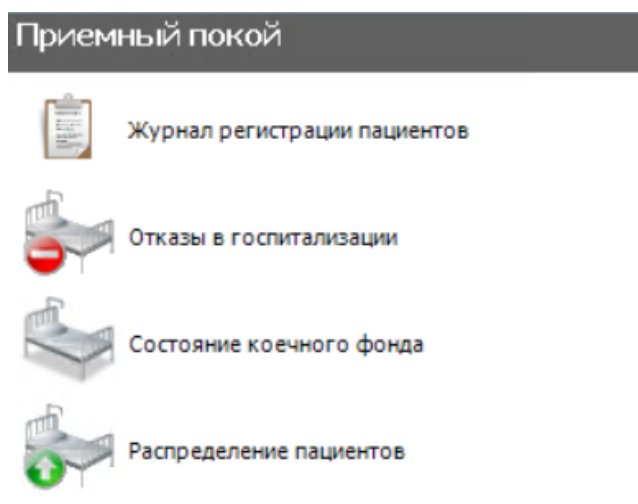 Приемный покой
Журнал регистрации пациентов
Отказы в госпитализации
Состояние коечного фонда
Распределение пациентов